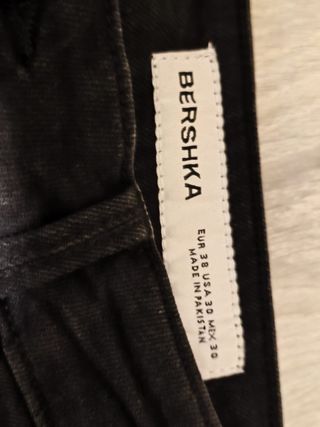 BERSHKA
EUR 38 USA 30 MEX 30
MADE IN PAKISTAN